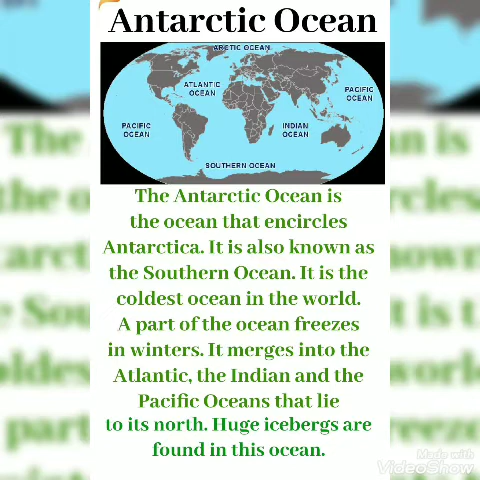 Antarctic Ocean
ARCTIC OCEAN
ATLANTIC
OCEAN
PACIFIC
OCEAN
PACIFIC
OCEAN
INDIAN
OCEAN
SOUTHERN OCEAN
The Antarctic Ocean is
the ocean that encircles
Antarctica. It is also known as
the Southern Ocean. It is the
coldest ocean in the world.
A part of the ocean freezes
in winters. It merges into the
Atlantic, the Indian and the
Pacific Oceans that lie
to its north. Huge icebergs are
found in this ocean.
Made with
VideoShow